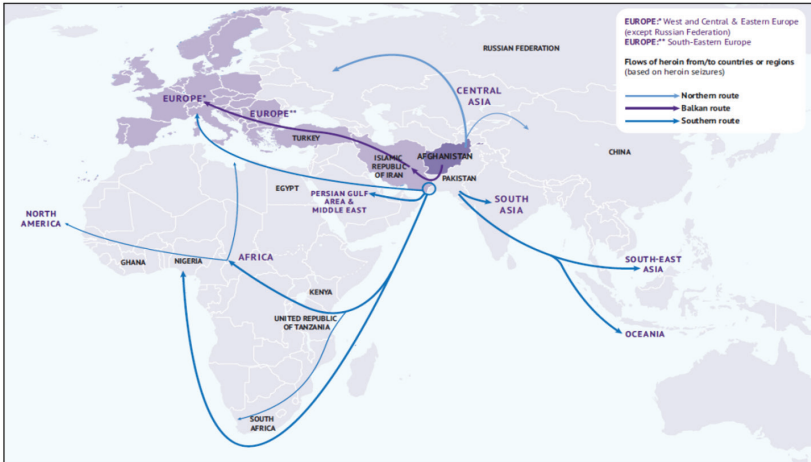 EUROPE:* West and Central & Eastern Europe
(except Russian Federation)
EUROPE:** South-Eastern Europe
Flows of heroin from/to countries or regions
(based on heroin seizures)
Northern route
Balkan route
Southern route
RUSSIAN FEDERATION
CENTRAL
ASIA
EUROPE*
EUROPE**
TURKEY
ISLAMIC
REPUBLIC
OF IRAN
AFGHANISTAN
PAKISTAN
CHINA
EGYPT
PERSIAN GULF
AREA &
MIDDLE EAST
SOUTH
ASIA
NORTH
AMERICA
GHANA
NIGERIA
AFRICA
KENYA
UNITED REPUBLIC
OF TANZANIA
SOUTH-EAST
ASIA
OCEANIA
SOUTH
AFRICA